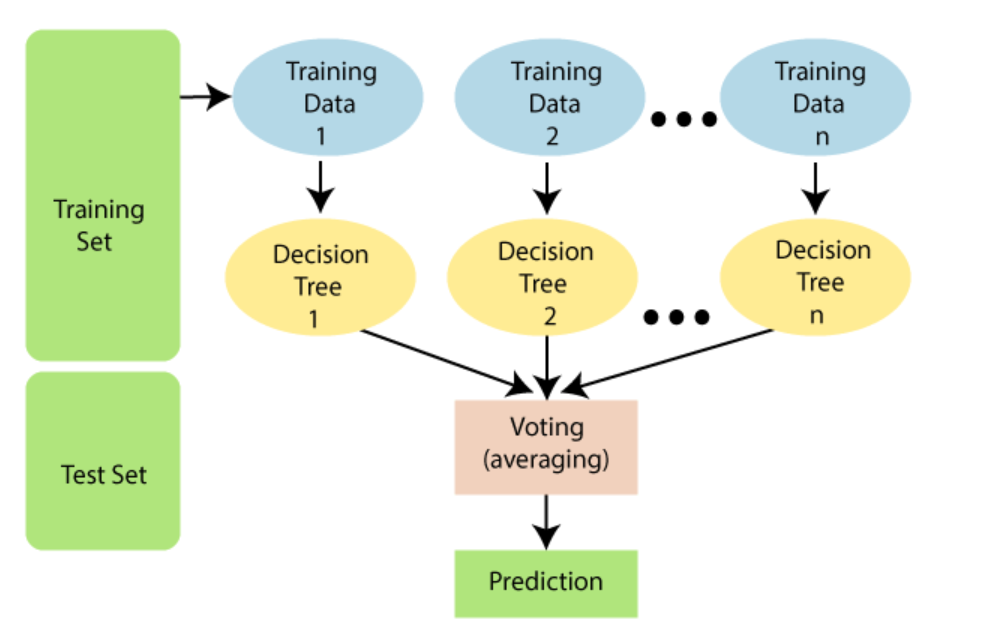 Training
Set
Test Set
Training
Data
1
Training
Data
2
Training
Data
n
Decision
Tree
1
Decision
Tree
2
Decision
Tree
n
Voting
(averaging)
Prediction